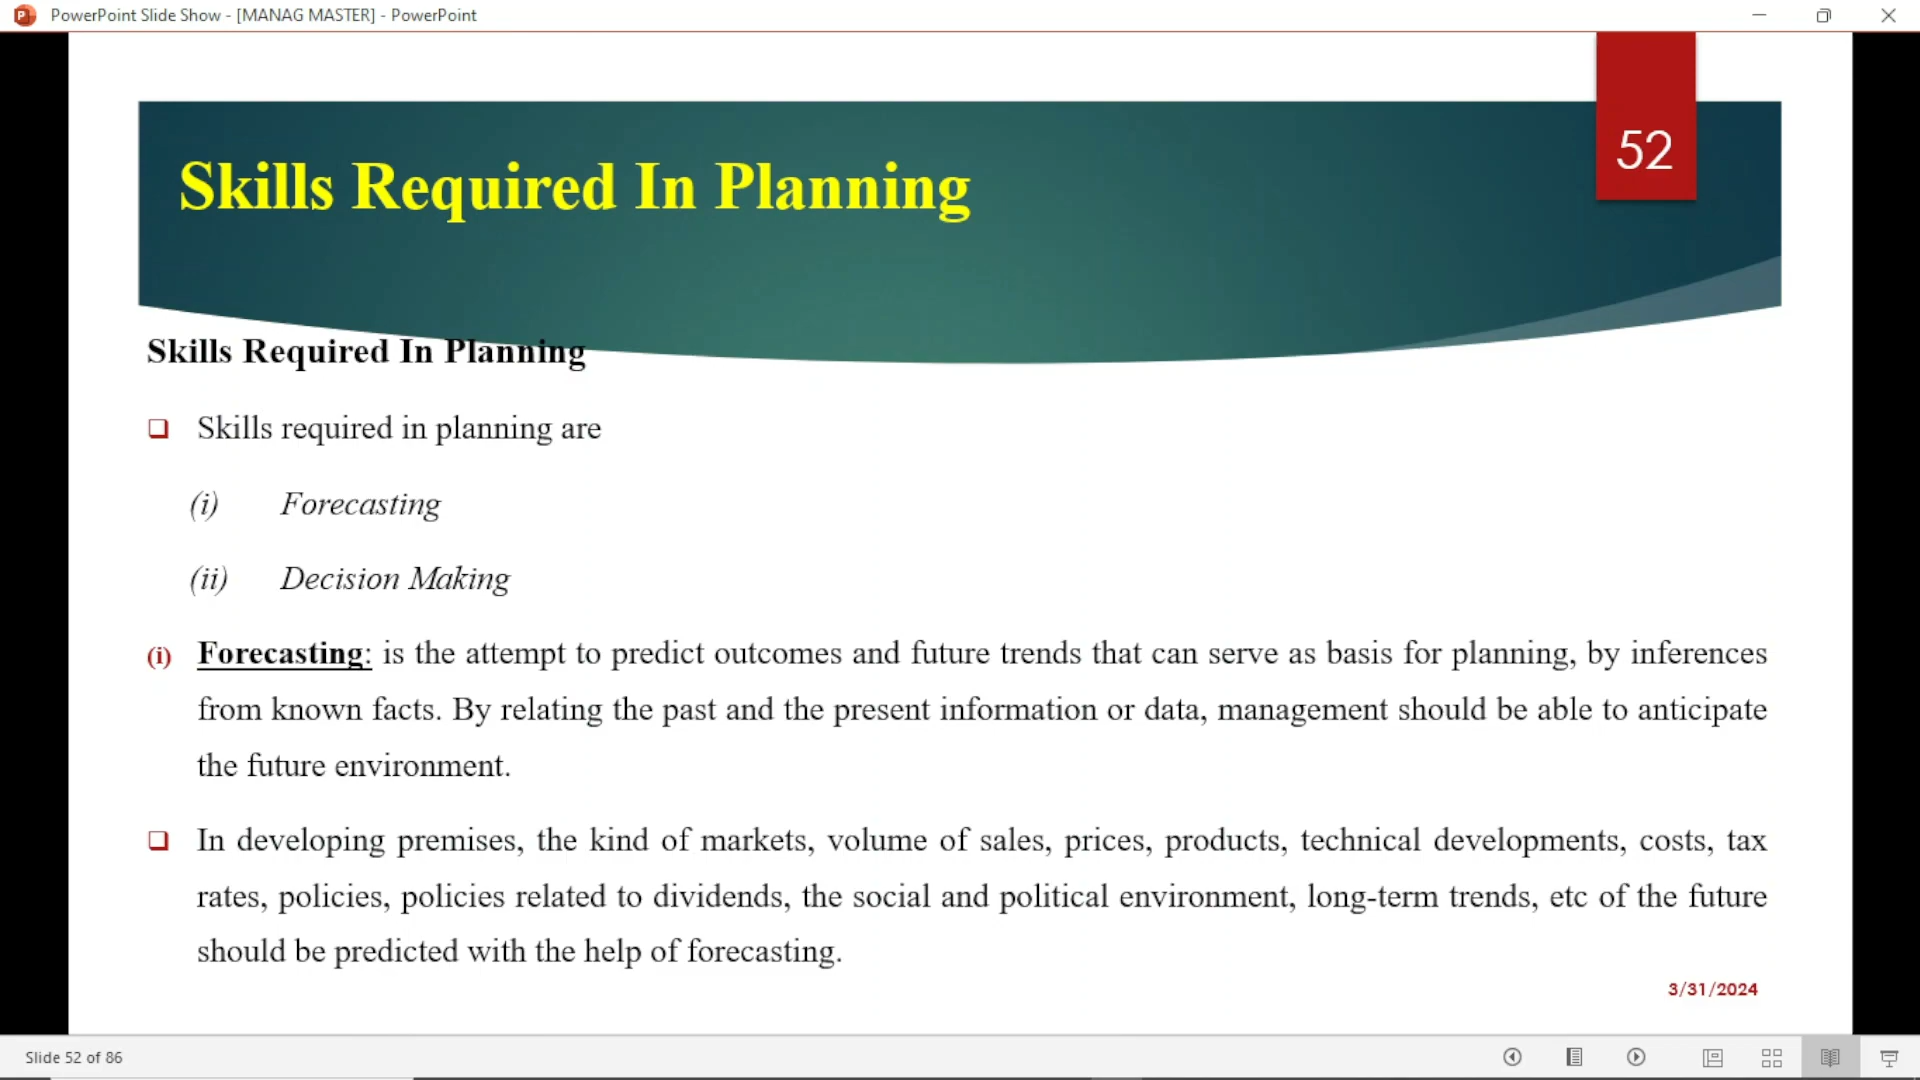 PowerPoint Slide Show - [MANAG MASTER] - PowerPoint
52
Skills Required In Planning
Skills Required In Planning
Skills required in planning are
(i) Forecasting
(ii) Decision Making
(i) Forecasting: is the attempt to predict outcomes and future trends that can serve as basis for planning, by inferences
from known facts. By relating the past and the present information or data, management should be able to anticipate
the future environment.
In developing premises, the kind of markets, volume of sales, prices, products, technical developments, costs, tax
rates, policies, policies related to dividends, the social and political environment, long-term trends, etc of the future
should be predicted with the help of forecasting.
3/31/2024
Slide 52 of 86